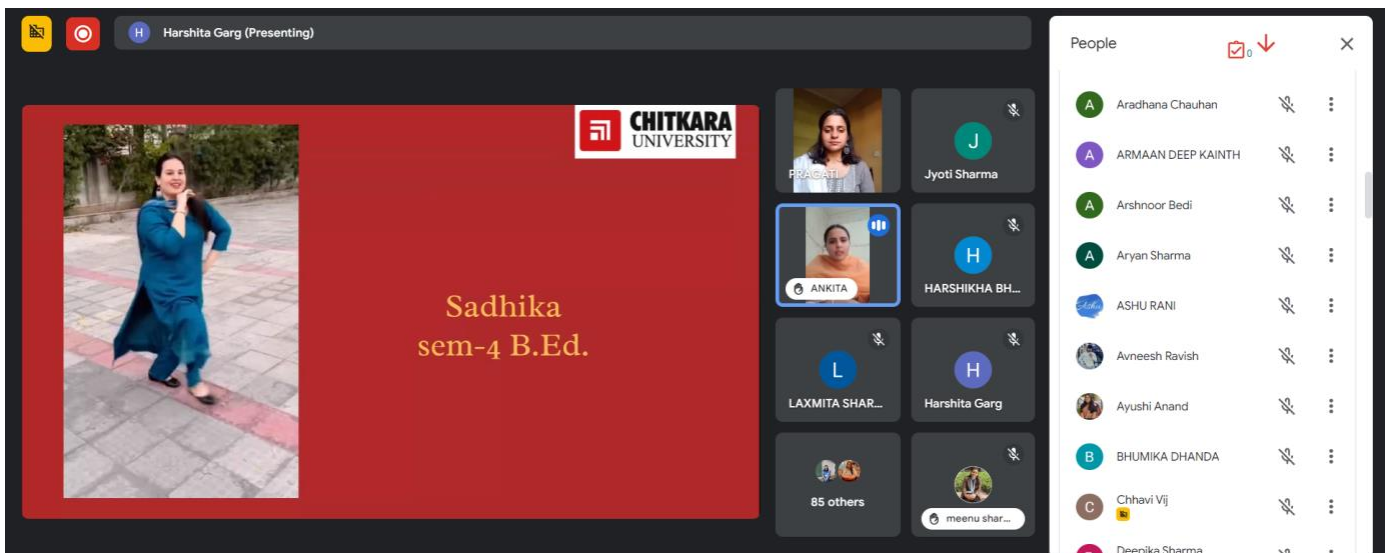 H Harshita Garg (Presenting)
CHITKARA
UNIVERSITY
Sadhika
sem-4 B.Ed.
PRAGATI
J
Jyoti Sharma
ANKITA
H
HARSHIKHA BH...
L
LAXMITA SHAR...
H
Harshita Garg
85 others
meenu shar...
People
0
A Aradhana Chauhan
A ARMAAN DEEP KAINTH
A Arshnoor Bedi
A Aryan Sharma
ASHU RANI
Avneesh Ravish
Ayushi Anand
B BHUMIKA DHANDA
C Chhavi Vij
Deepika Sharma